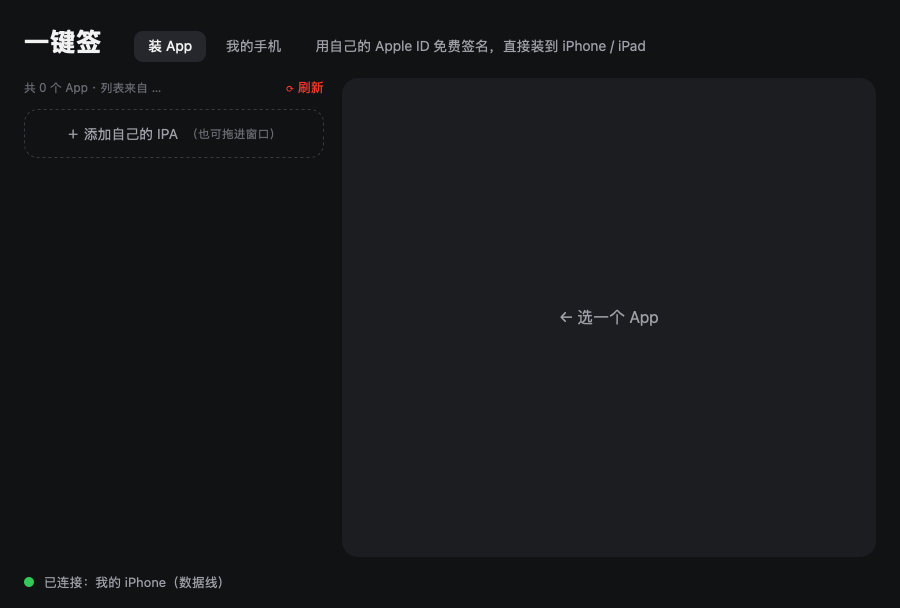 一键签
装 App
我的手机
用自己的 Apple ID 免费签名，直接装到 iPhone / iPad
共 0 个 App · 列表来自 ...
⟳ 刷新
+ 添加自己的 IPA （也可拖进窗口）
← 选一个 App
已连接：我的 iPhone（数据线）